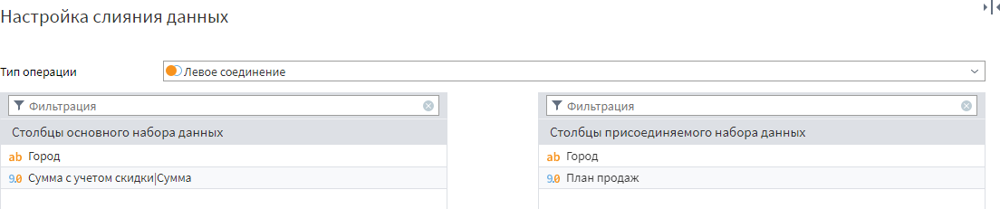 Настройка слияния данных
Тип операции Левое соединение
Фильтрация Фильтрация
Столбцы основного набора данных Столбцы присоединяемого набора данных
ab Город ab Город
9.0 Сумма с учетом скидки|Сумма 9.0 План продаж